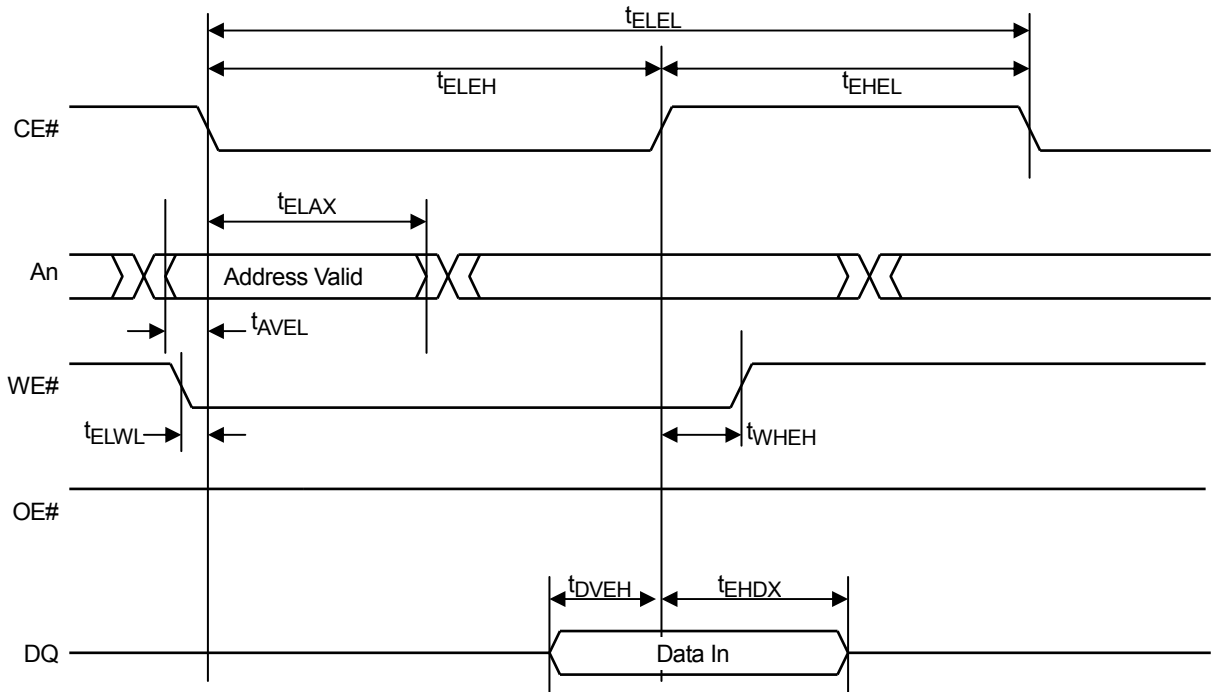 tELEL
tELEH
tEHEL
CE#
tELAX
An
Address Valid
tAVEL
WE#
tELWL
tWHEH
OE#
tDVEH
tEHDX
DQ
Data In